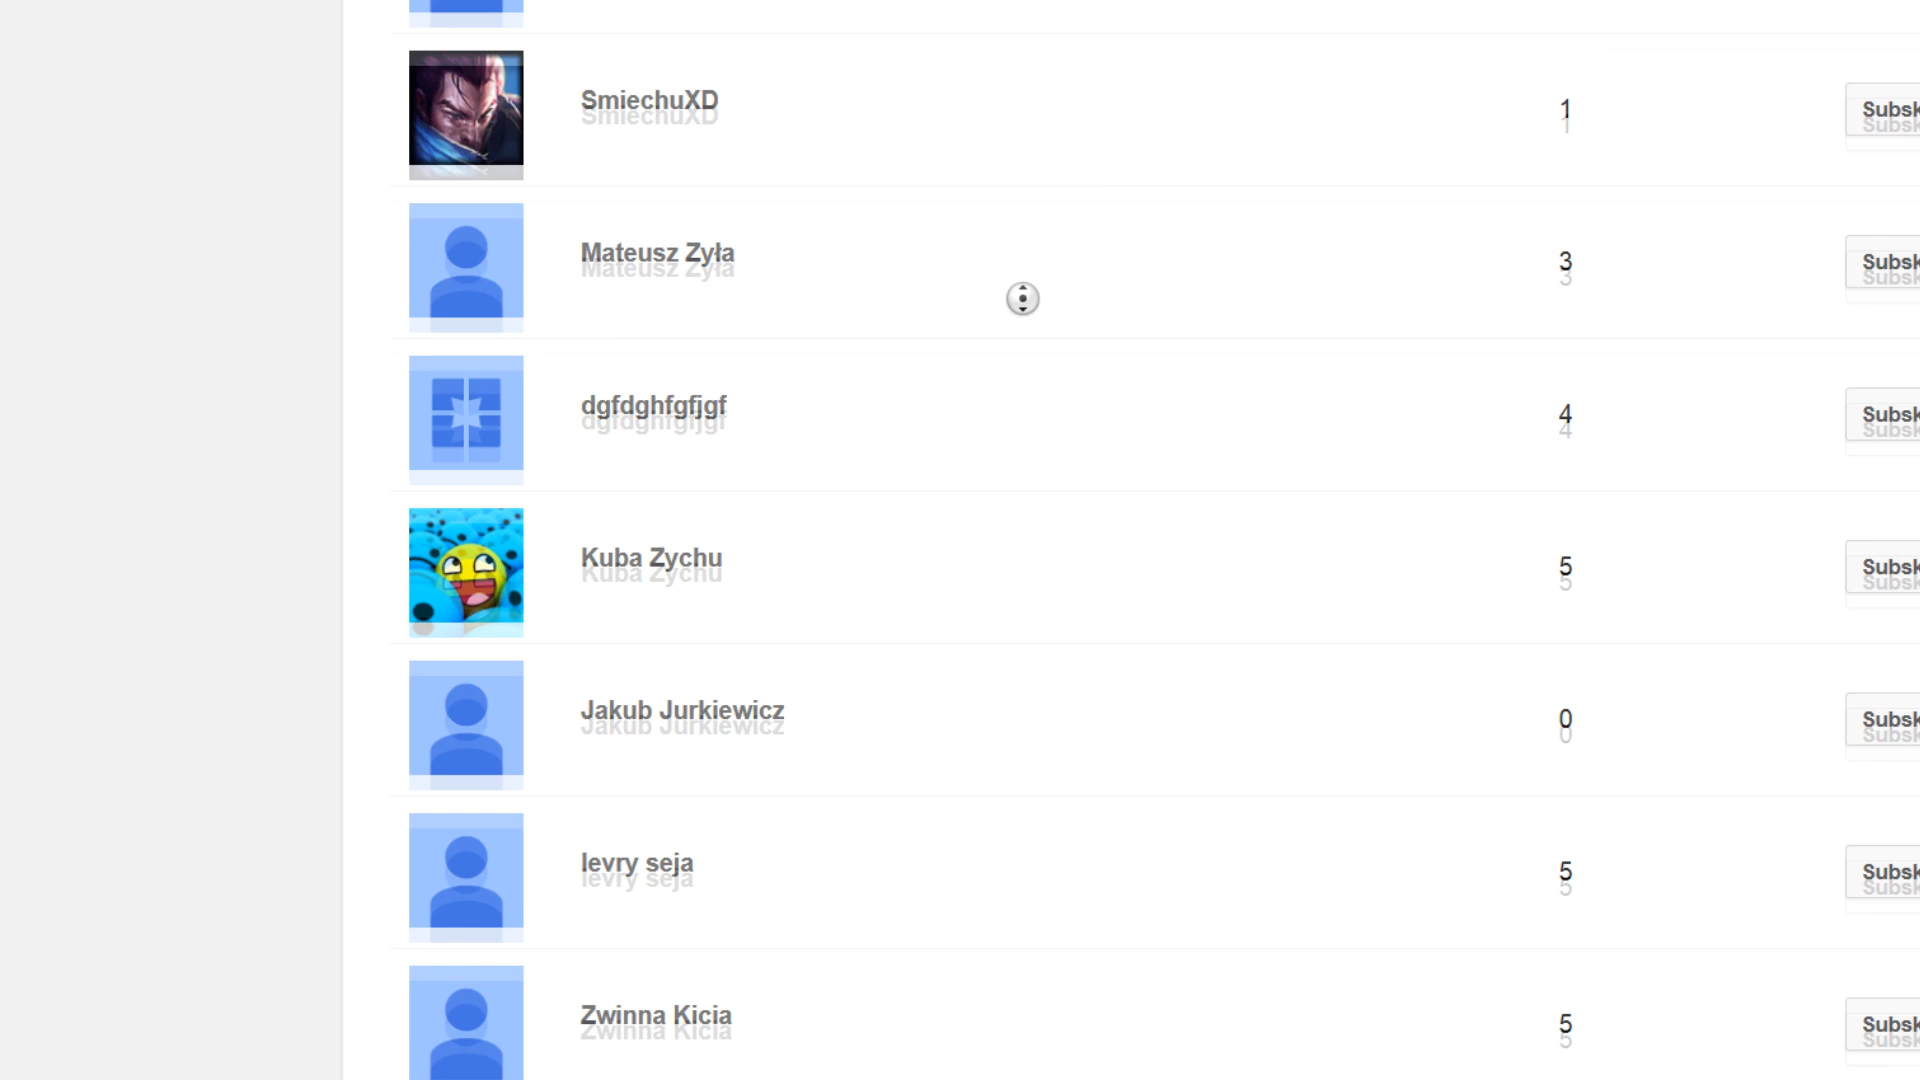 SmiechuXD 1 Subsk
Mateusz Zyła 3 Subsk
dgfdghfgfjgf 4 Subsk
Kuba Zychu 5 Subsk
Jakub Jurkiewicz 0 Subsk
levry seja 5 Subsk
Zwinna Kicia 5 Subsk